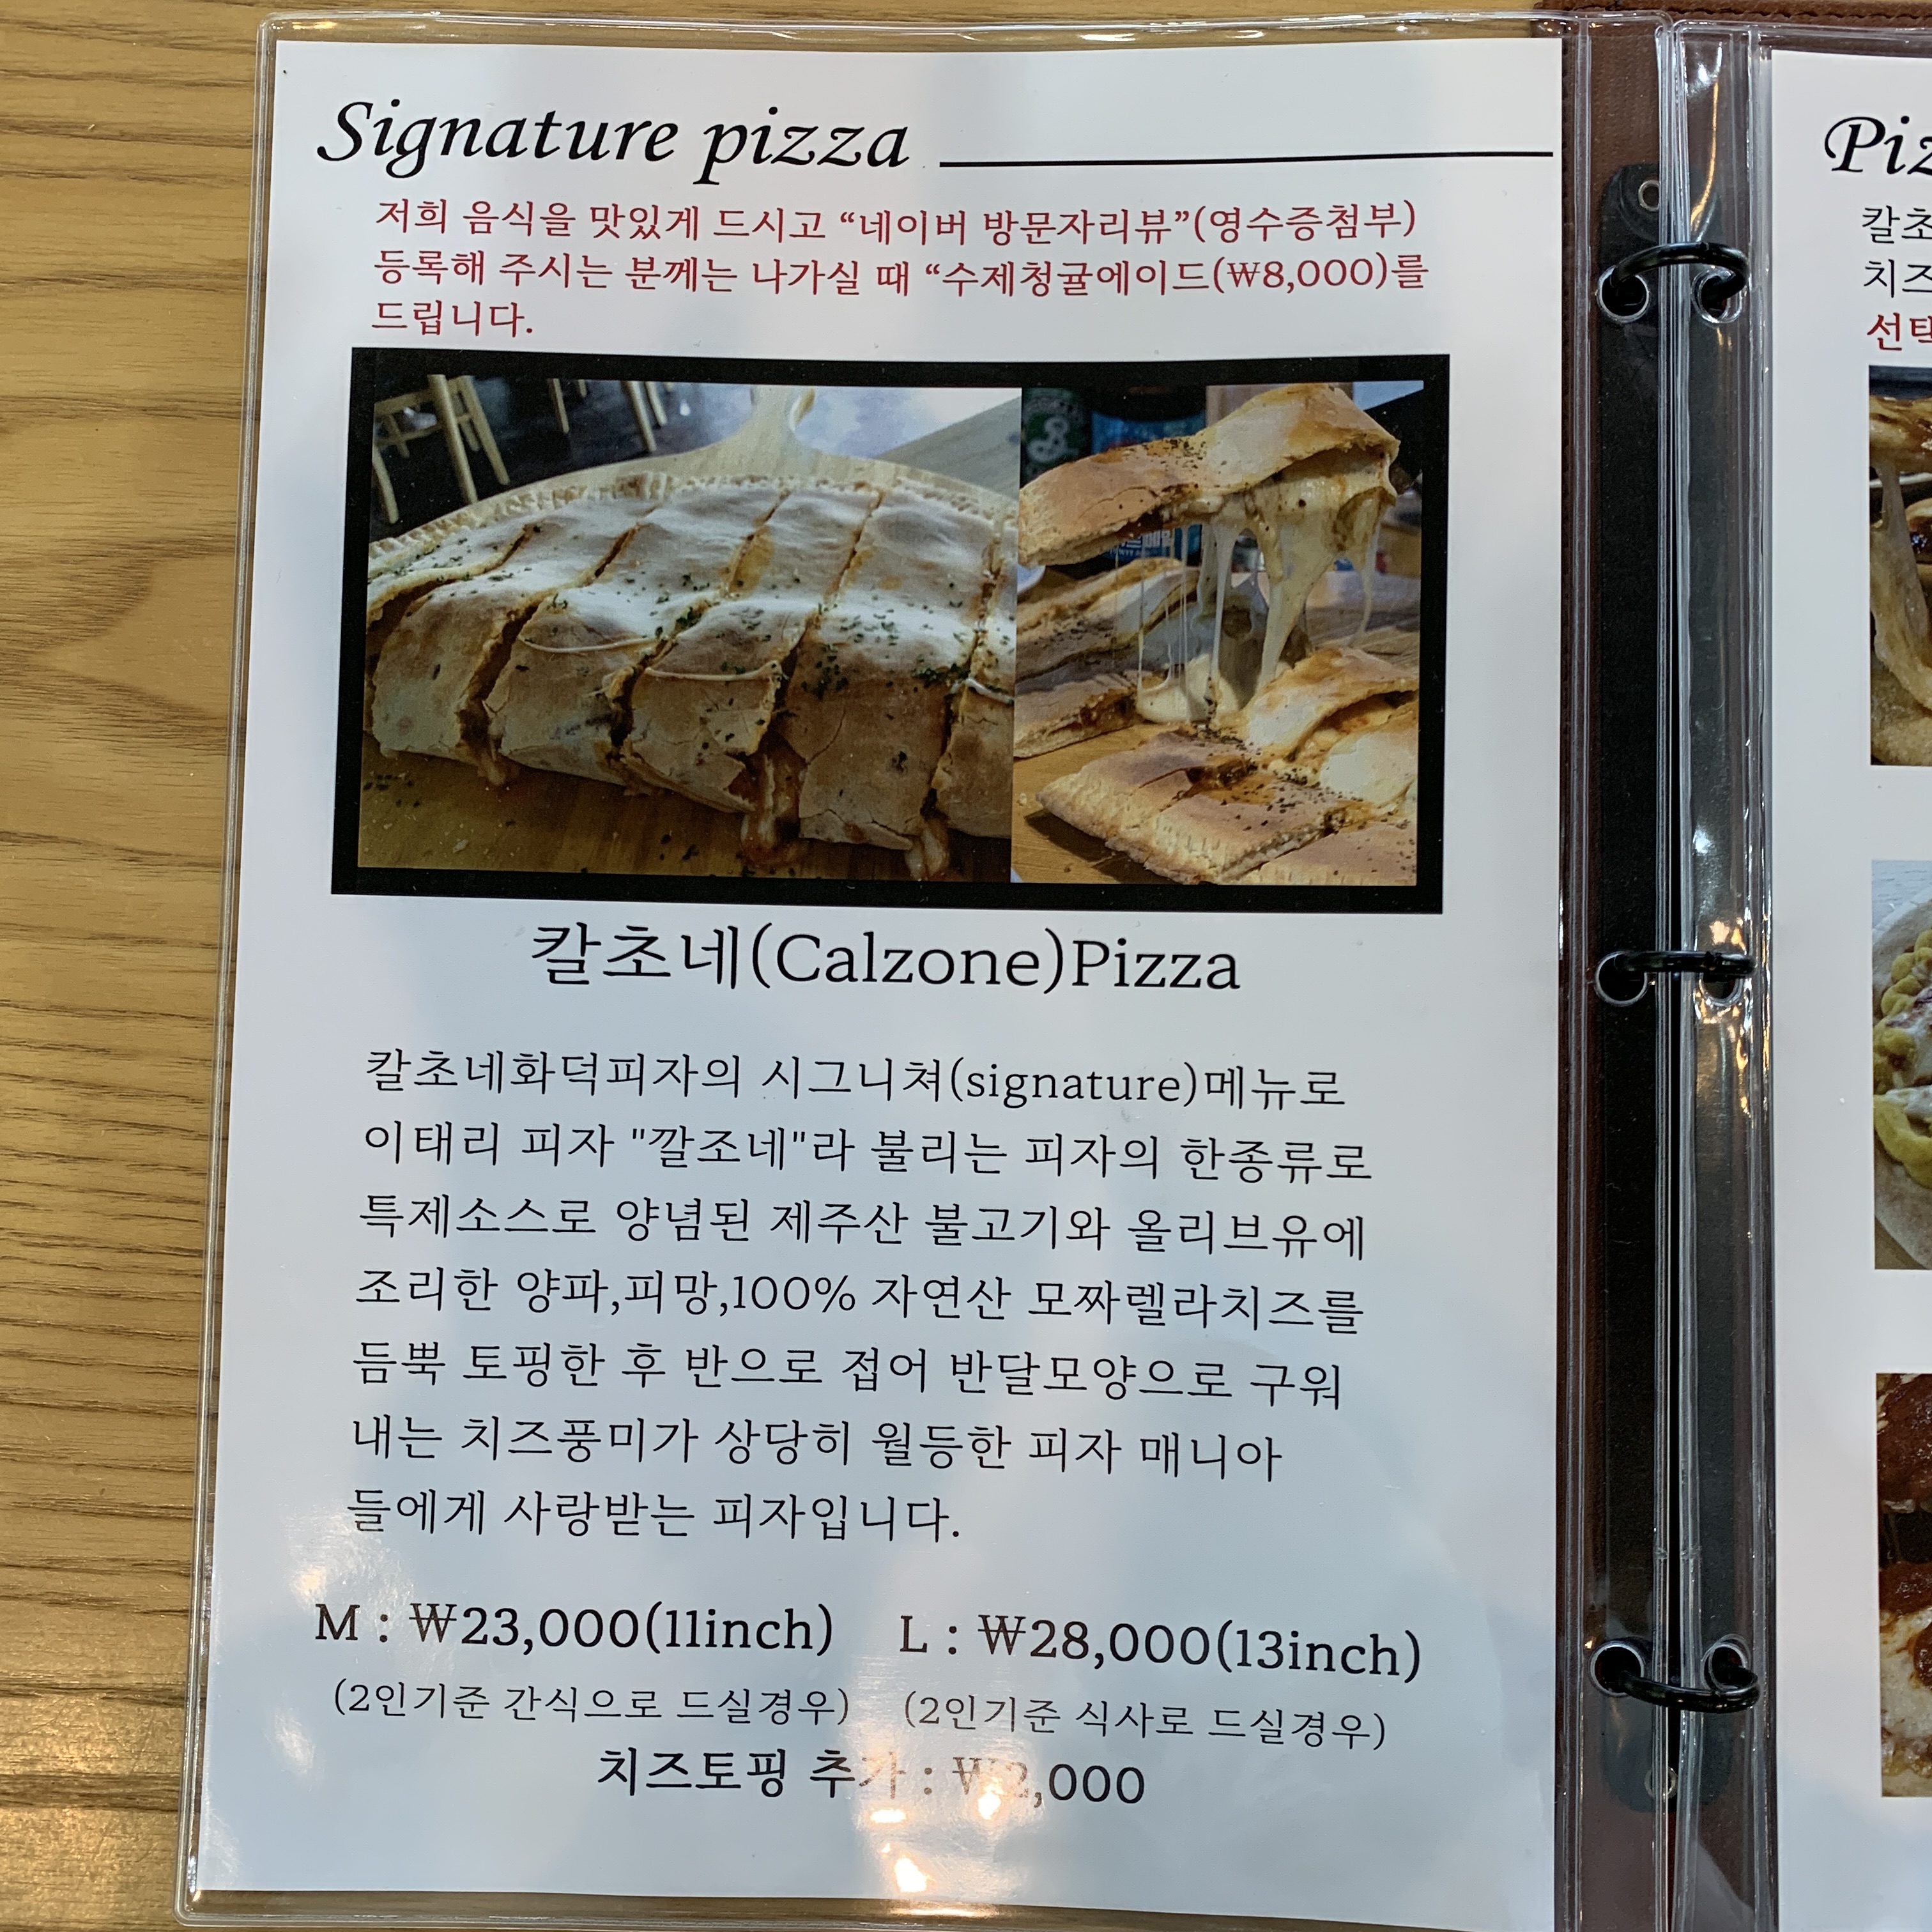 Signature pizza
저희 음식을 맛있게 드시고 “네이버 방문자리뷰”(영수증첨부)
등록해 주시는 분께는 나가실 때 “수제청귤에이드(₩8,000)를
드립니다.
칼초네(Calzone)Pizza
칼초네화덕피자의 시그니쳐(signature)메뉴로
이태리 피자 "깔조네"라 불리는 피자의 한종류로
특제소스로 양념된 제주산 불고기와 올리브유에
조리한 양파,피망,100% 자연산 모짜렐라치즈를
듬뿍 토핑한 후 반으로 접어 반달모양으로 구워
내는 치즈풍미가 상당히 월등한 피자 매니아
들에게 사랑받는 피자입니다.
M : ₩23,000(11inch) L : ₩28,000(13inch)
(2인기준 간식으로 드실경우) (2인기준 식사로 드실경우)
치즈토핑 추가 : ₩2,000
Piz
칼초
치즈
선택